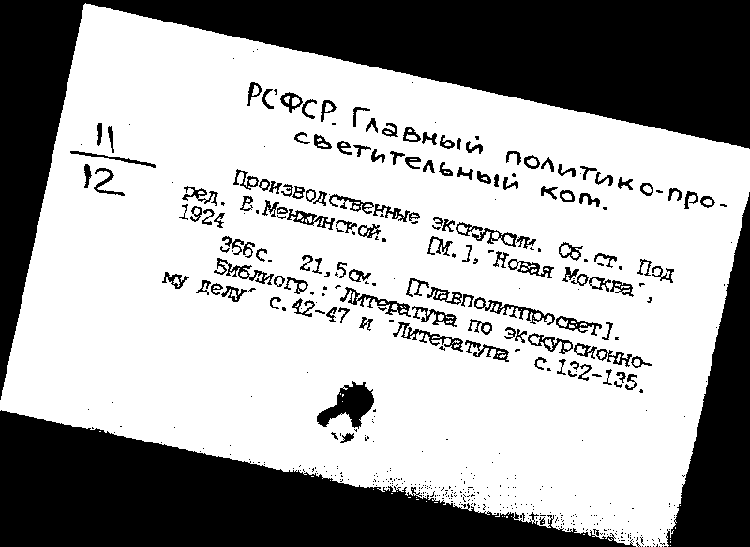 РСФСР. Главный политико-про-
светительный ком.
11
12
Производственные экскурсии. Сб.ст. Под
ред. В.Менжинской. [М.], "Новая Москва",
1924
366с. 21,5см. [Главполитпросвет].
Библиогр.: "Литература по экскурсионно-
му делу" с.42-47 и "Литература" с.132-135.